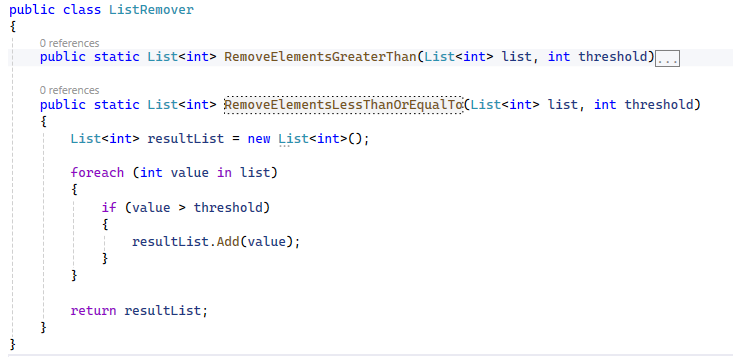 public class ListRemover
{
0 references
public static List<int> RemoveElementsGreaterThan(List<int> list, int threshold)...
0 references
public static List<int> RemoveElementsLessThanOrEqualTo(List<int> list, int threshold)
{
List<int> resultList = new List<int>();
foreach (int value in list)
{
if (value > threshold)
{
resultList.Add(value);
}
}
return resultList;
}
}